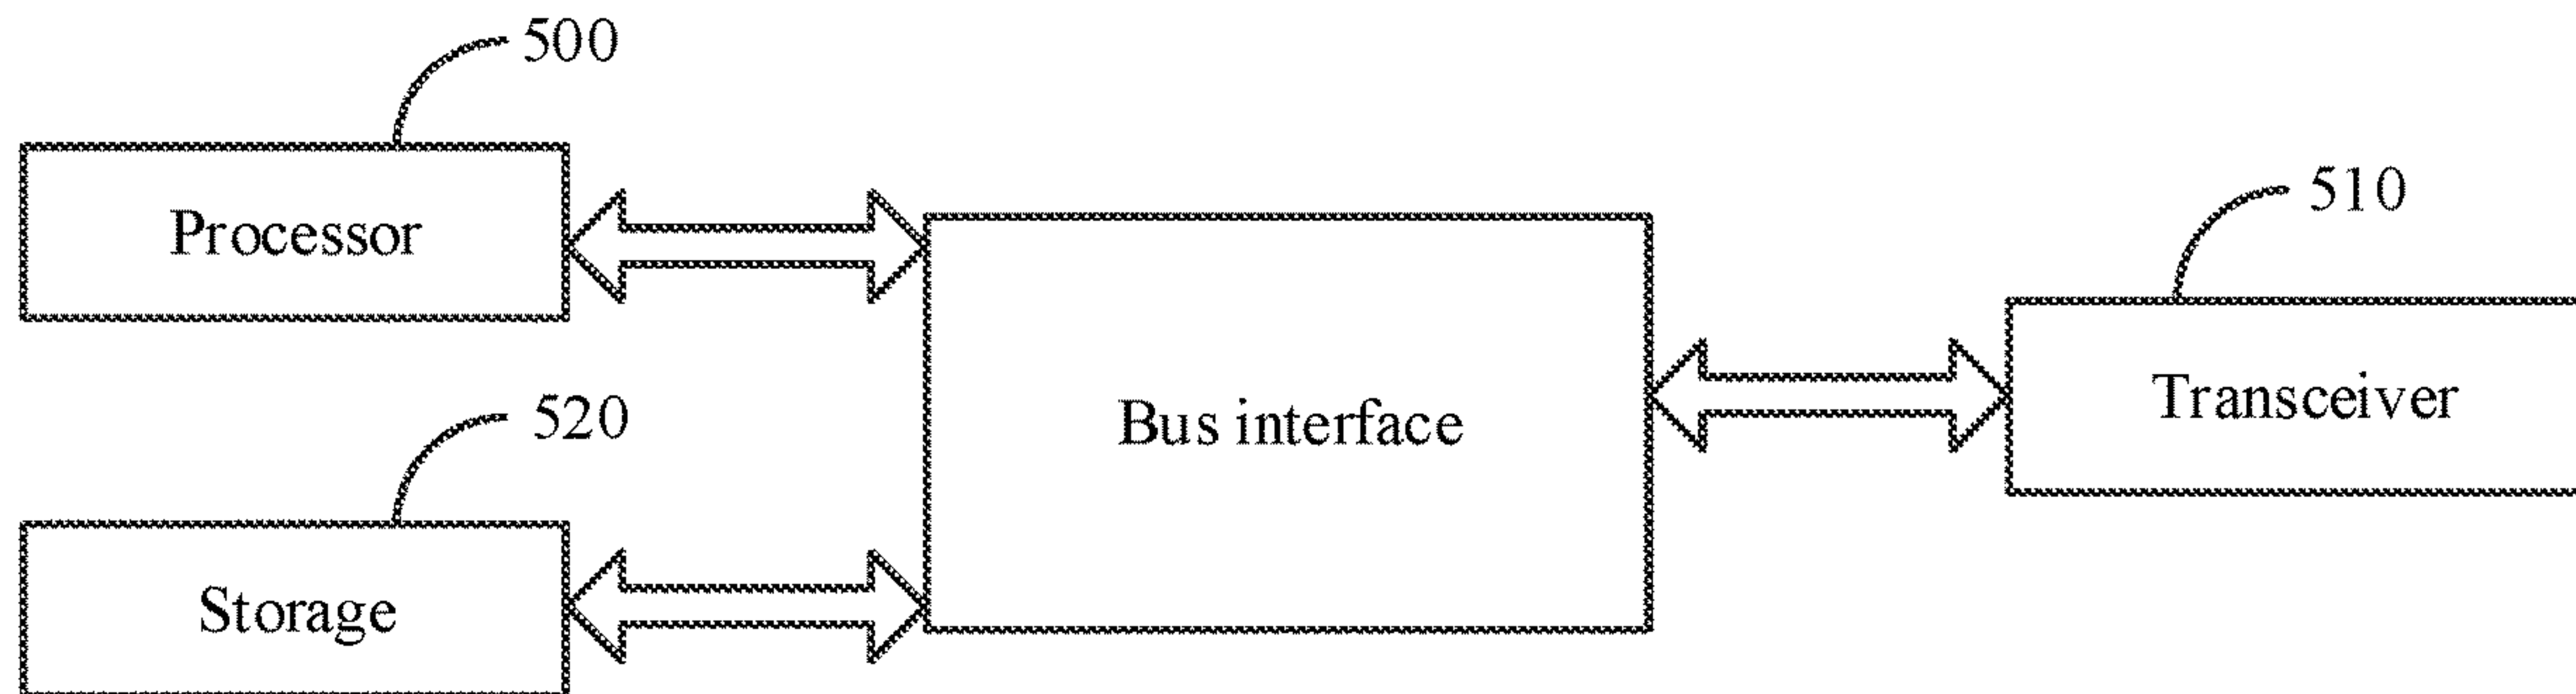 500
Processor
510
Bus interface
Transceiver
520
Storage